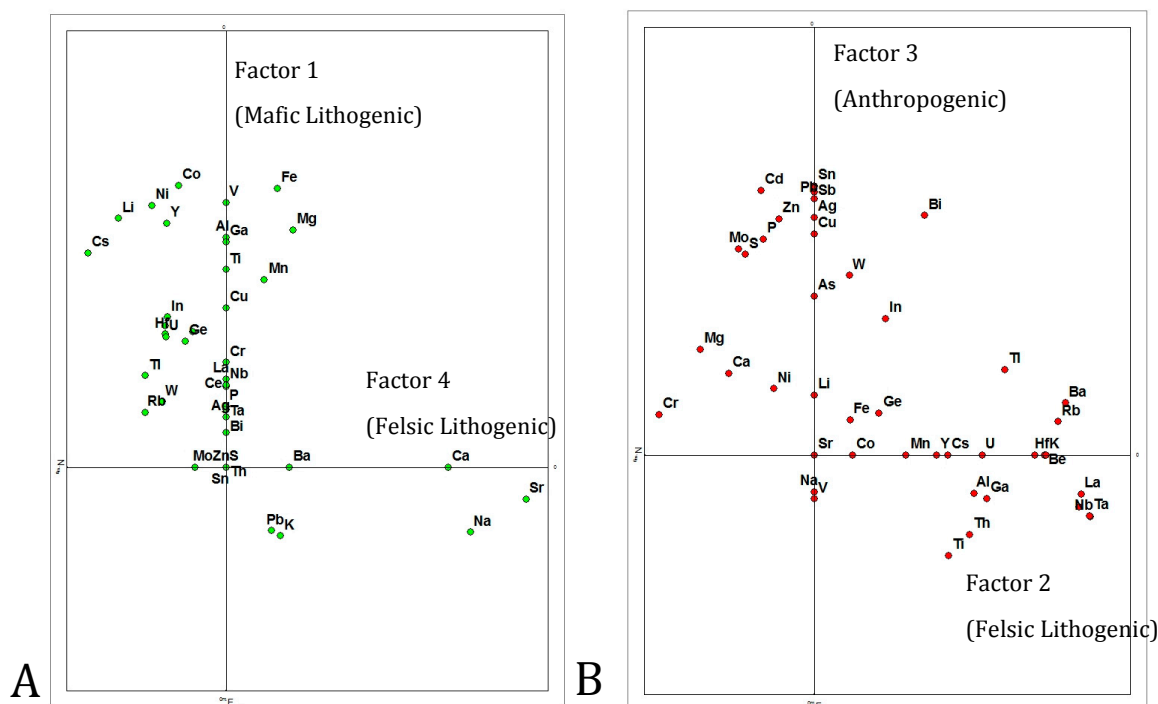 0
Factor 1
(Mafic Lithogenic)
Co
Fe
Ni
V
Li
Y
Al
Ga
Mg
Cs
Ti
Mn
Cu
In
Hf
U
Ge
Cr
Tl
La
Nb
Ce
Factor 4
Rb
W
P
Ag
Ta
(Felsic Lithogenic)
Bi
Mo
Zn
S
Th
Sn
Ba
Ca
0
Sr
Pb
K
Na
A
0
Factor 3
(Anthropogenic)
Sn
Cd
Pb
Sb
Zn
Ag
Bi
P
Cu
Mo
S
W
As
In
Mg
Ca
Tl
Ni
Li
Ba
Cr
Fe
Ge
Rb
Sr
Co
Mn
Y
Cs
U
Hf
K
Be
0
Na
V
Al
Ga
La
Nb
Ta
Th
Ti
Factor 2
(Felsic Lithogenic)
B